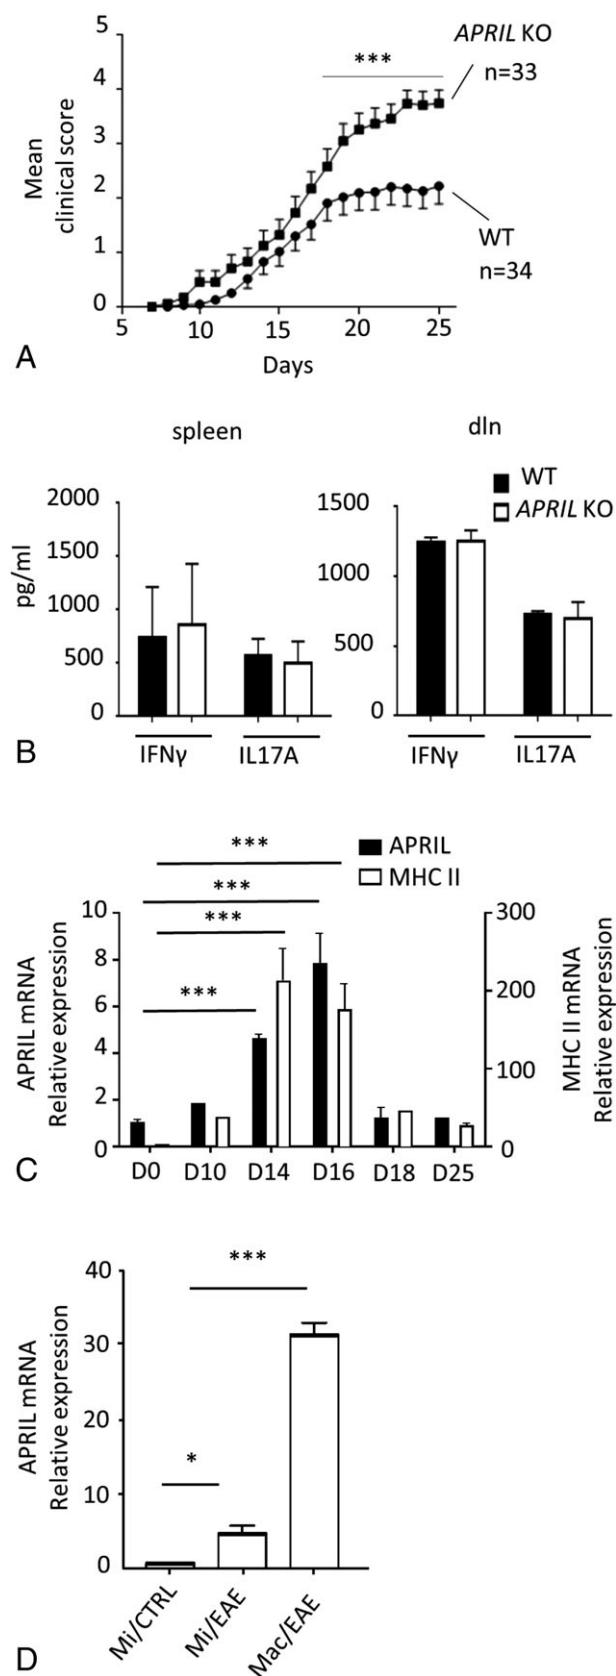 5
4
3
2
1
0
Mean
clinical score
***
APRIL KO
n=33
WT
n=34
5
10
15
20
25
Days
A
spleen
dln
WT
APRIL KO
pg/ml
2000
1500
1000
500
0
1500
1000
500
0
IFNγ
IL17A
IFNγ
IL17A
B
***
APRIL
MHC II
***
***
***
10
8
6
4
2
0
APRIL mRNA
Relative expression
300
200
100
0
MHC II mRNA
Relative expression
D0
D10
D14
D16
D18
D25
C
***
*
40
30
20
10
0
APRIL mRNA
Relative expression
Mi/CTRL
Mi/EAE
Mac/EAE
D